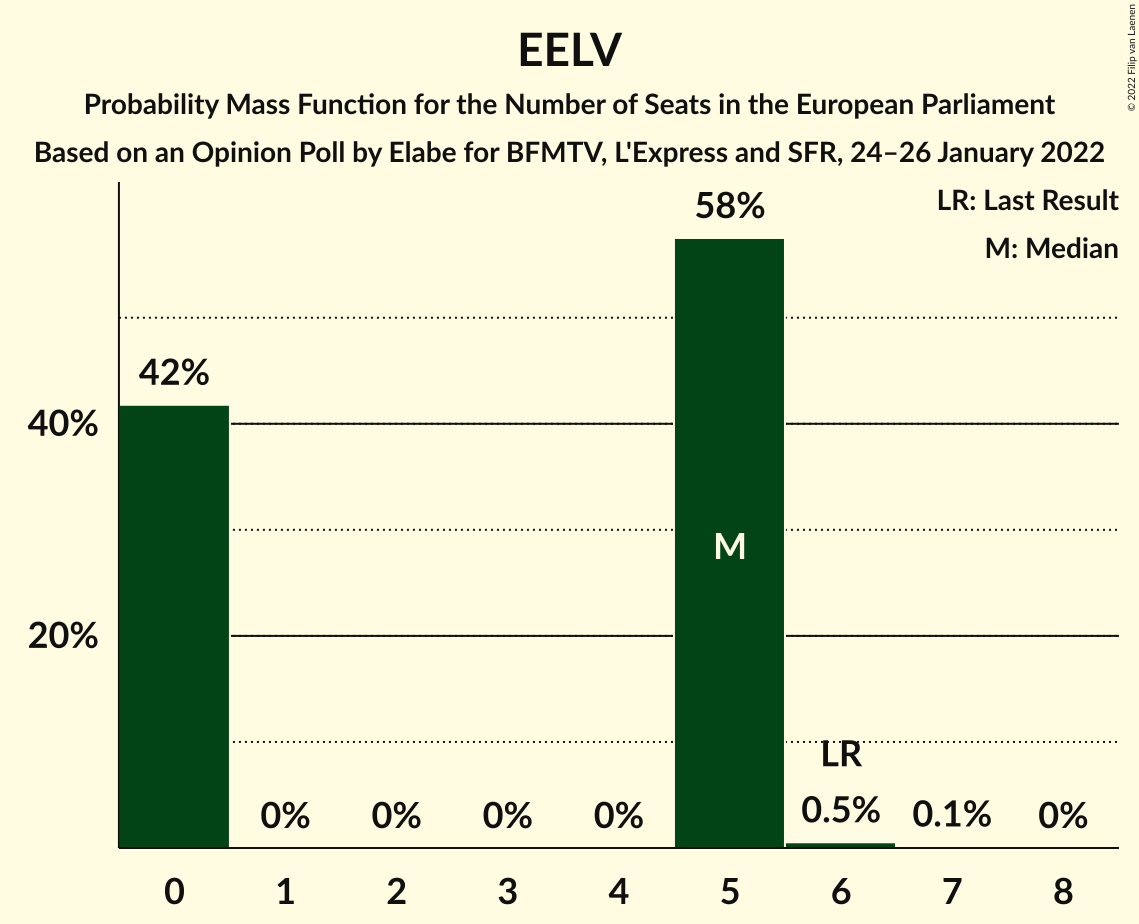 EELV
Probability Mass Function for the Number of Seats in the European Parliament
Based on an Opinion Poll by Elabe for BFMTV, L'Express and SFR, 24–26 January 2022
© 2022 Filip van Laenen
LR: Last Result
M: Median
58%
42%
40%
M
20%
LR
0% 0% 0% 0% 0.5% 0.1% 0%
0 1 2 3 4 5 6 7 8